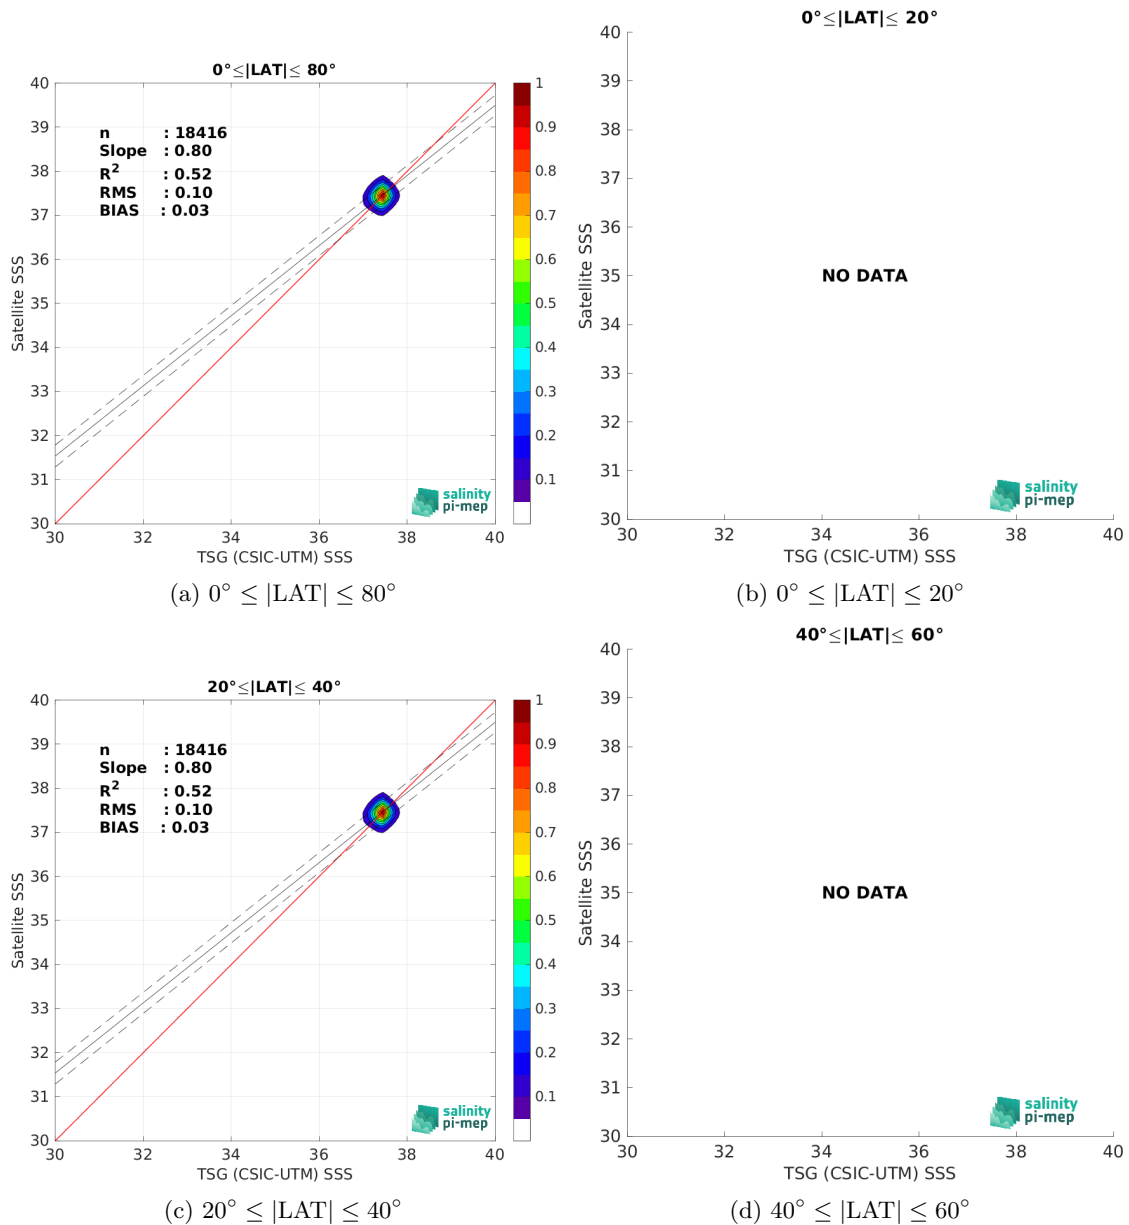 0°≤|LAT|≤ 80°
40
39
38
37
36
35
34
33
32
31
30
30
32
34
36
38
40
Satellite SSS
TSG (CSIC-UTM) SSS
n : 18416
Slope : 0.80
R² : 0.52
RMS : 0.10
BIAS : 0.03
1
0.9
0.8
0.7
0.6
0.5
0.4
0.3
0.2
0.1
salinity
pi-mep
(a) 0° ≤ |LAT| ≤ 80°
0°≤|LAT|≤ 20°
40
39
38
37
36
35
34
33
32
31
30
30
32
34
36
38
40
Satellite SSS
TSG (CSIC-UTM) SSS
NO DATA
salinity
pi-mep
(b) 0° ≤ |LAT| ≤ 20°
20°≤|LAT|≤ 40°
40
39
38
37
36
35
34
33
32
31
30
30
32
34
36
38
40
Satellite SSS
TSG (CSIC-UTM) SSS
n : 18416
Slope : 0.80
R² : 0.52
RMS : 0.10
BIAS : 0.03
1
0.9
0.8
0.7
0.6
0.5
0.4
0.3
0.2
0.1
salinity
pi-mep
(c) 20° ≤ |LAT| ≤ 40°
40°≤|LAT|≤ 60°
40
39
38
37
36
35
34
33
32
31
30
30
32
34
36
38
40
Satellite SSS
TSG (CSIC-UTM) SSS
NO DATA
salinity
pi-mep
(d) 40° ≤ |LAT| ≤ 60°